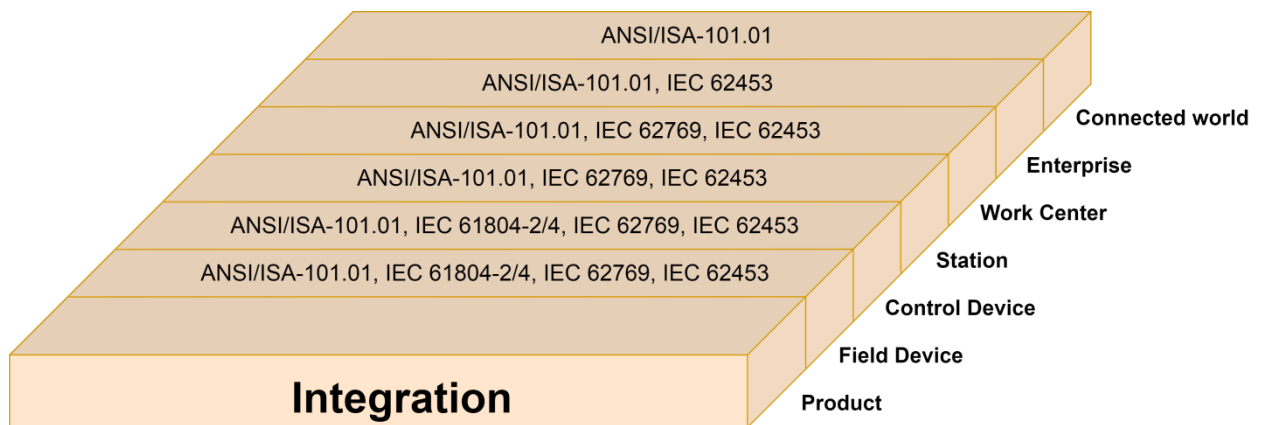 ANSI/ISA-101.01
ANSI/ISA-101.01, IEC 62453
ANSI/ISA-101.01, IEC 62769, IEC 62453
ANSI/ISA-101.01, IEC 62769, IEC 62453
ANSI/ISA-101.01, IEC 61804-2/4, IEC 62769, IEC 62453
ANSI/ISA-101.01, IEC 61804-2/4, IEC 62769, IEC 62453
Integration
Connected world
Enterprise
Work Center
Station
Control Device
Field Device
Product